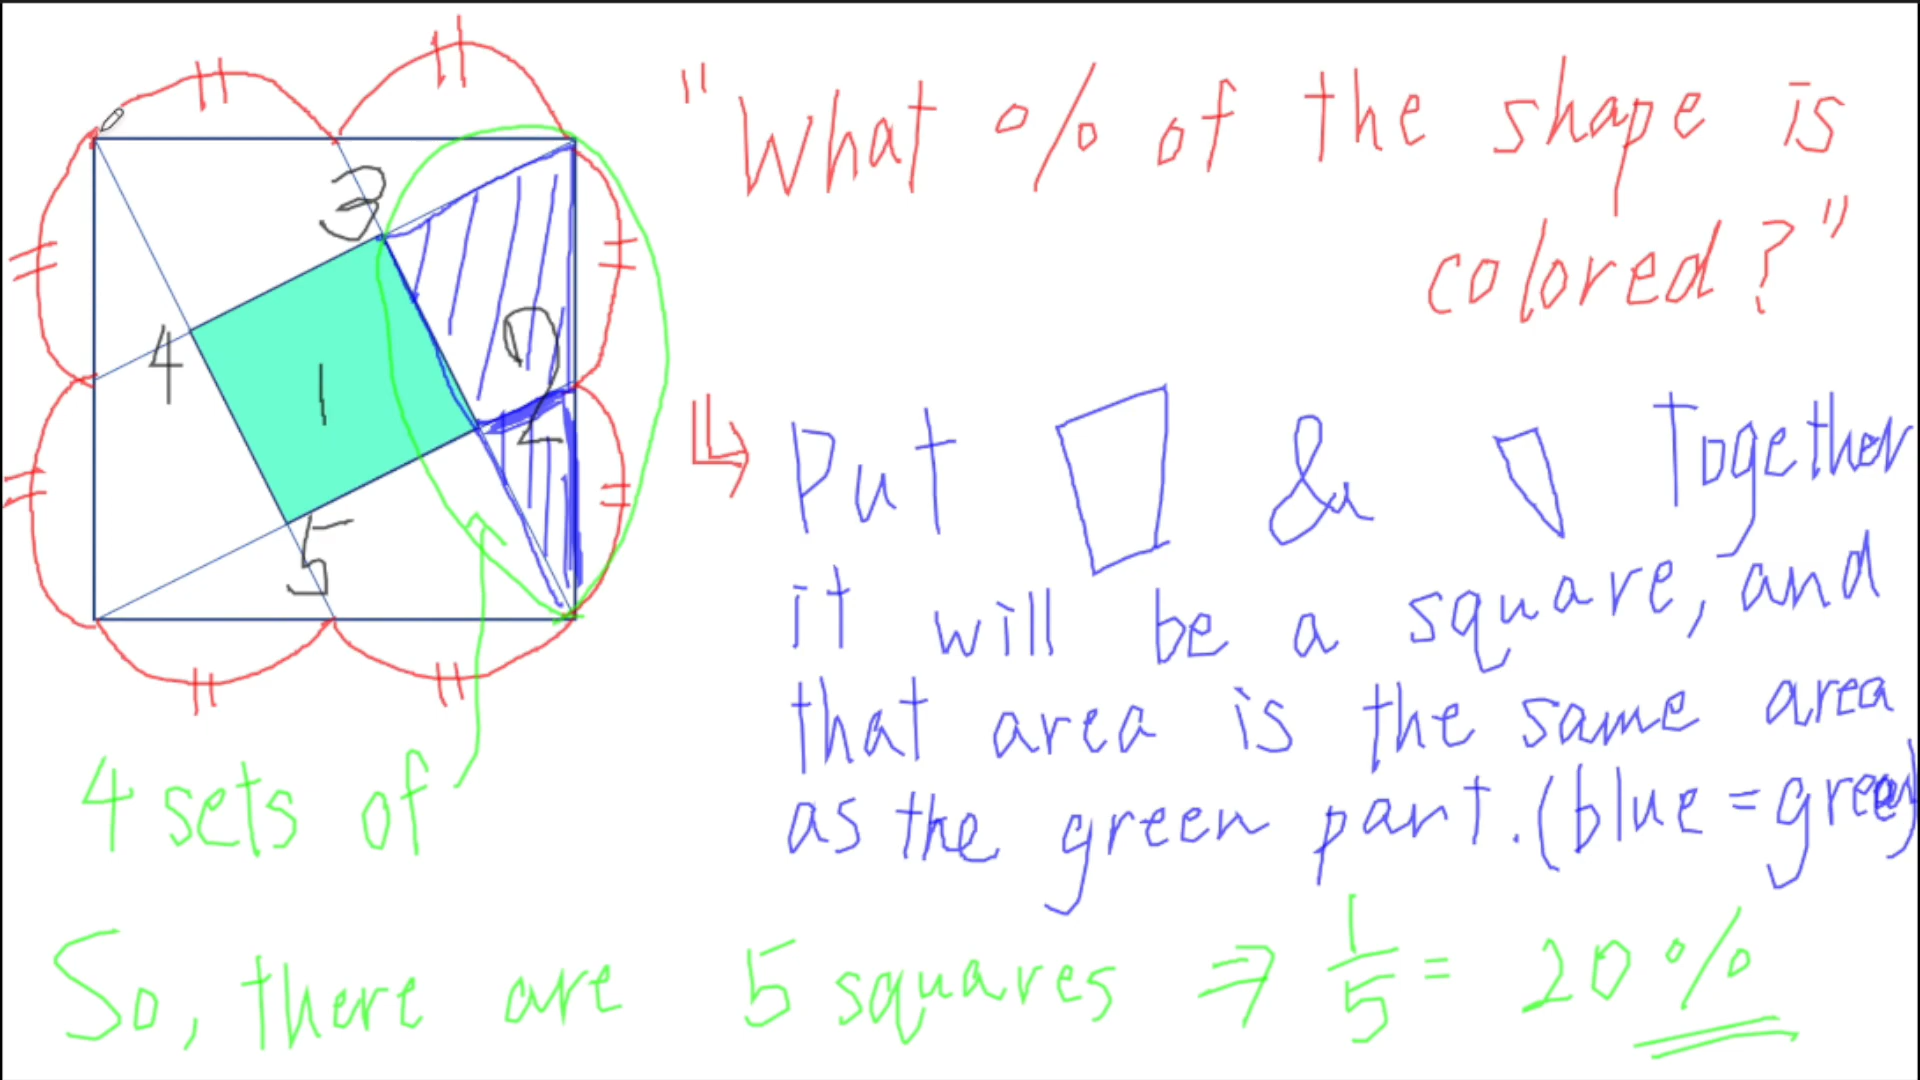 "What % of the shape is
colored?"
3
4
1
2
5
Put & Together
it will be a square, and
that area is the same area
as the green part. (blue = green)
4 sets of
So, there are 5 squares ⇒ 1/5 = 20%